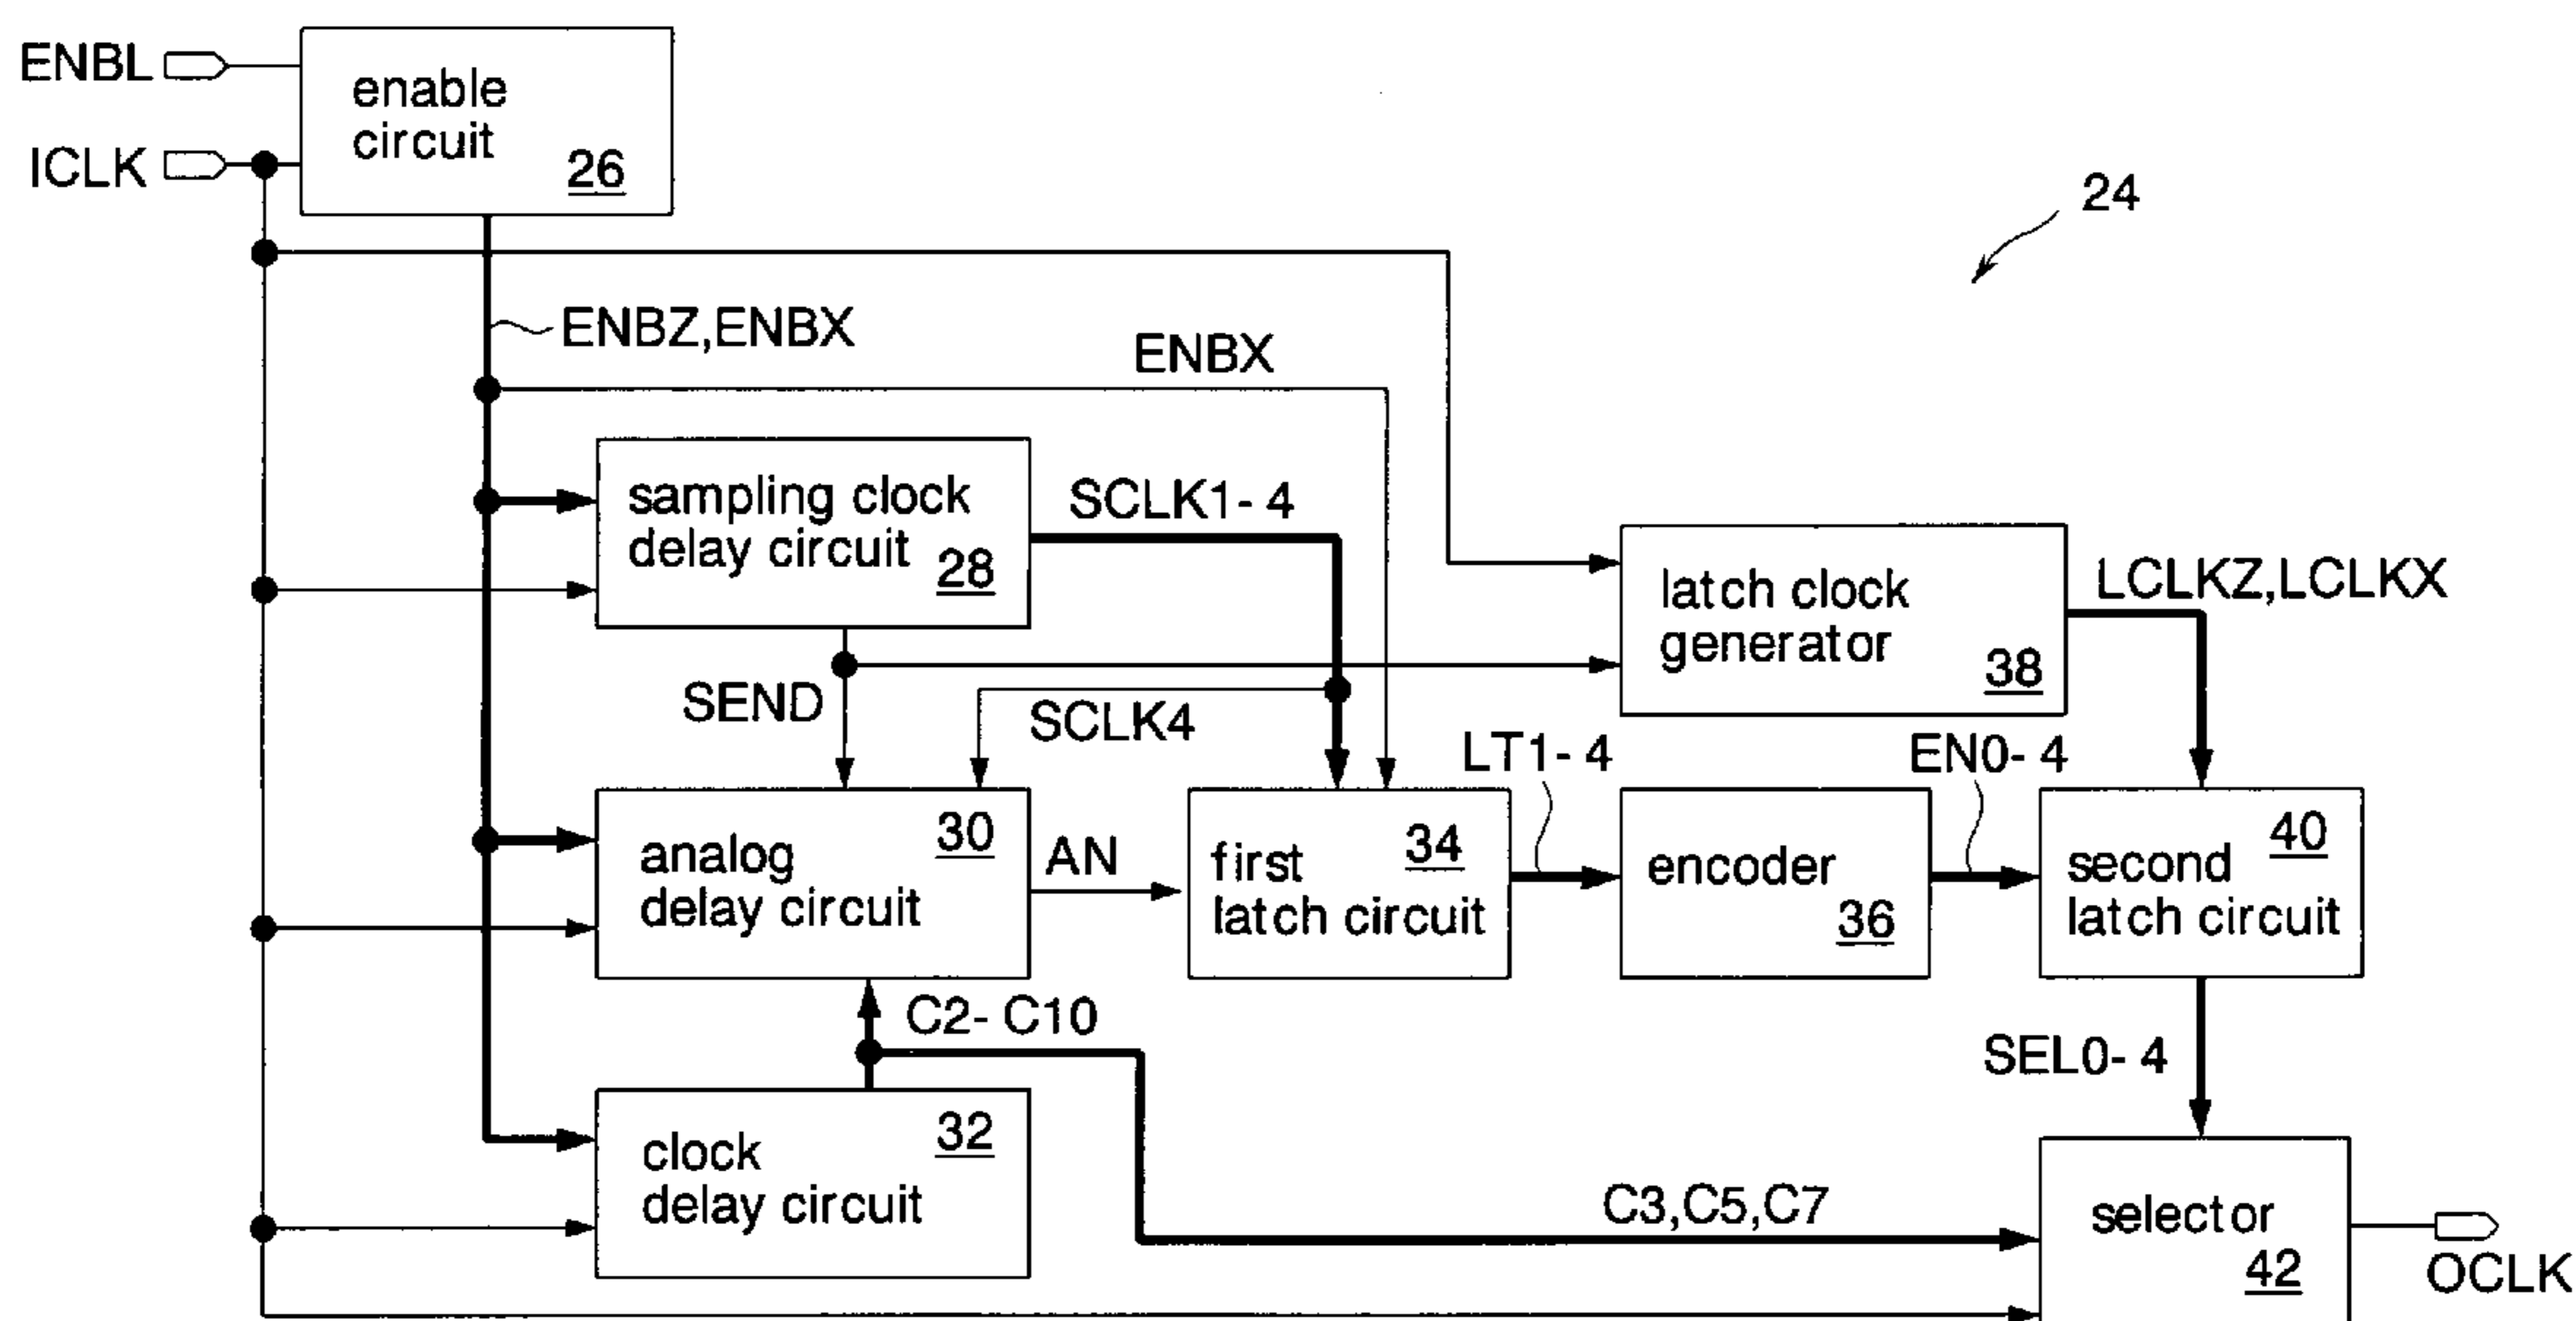 ENBL
enable
circuit
26
ICLK
24
ENBZ,ENBX
ENBX
sampling clock
delay circuit
28
SCLK1- 4
latch clock
generator
38
LCLKZ,LCLKX
SEND
SCLK4
LT1- 4
EN0- 4
analog
delay circuit
30
AN
first
latch circuit
34
encoder
36
second
latch circuit
40
C2- C10
SEL0- 4
clock
delay circuit
32
C3,C5,C7
selector
42
OCLK